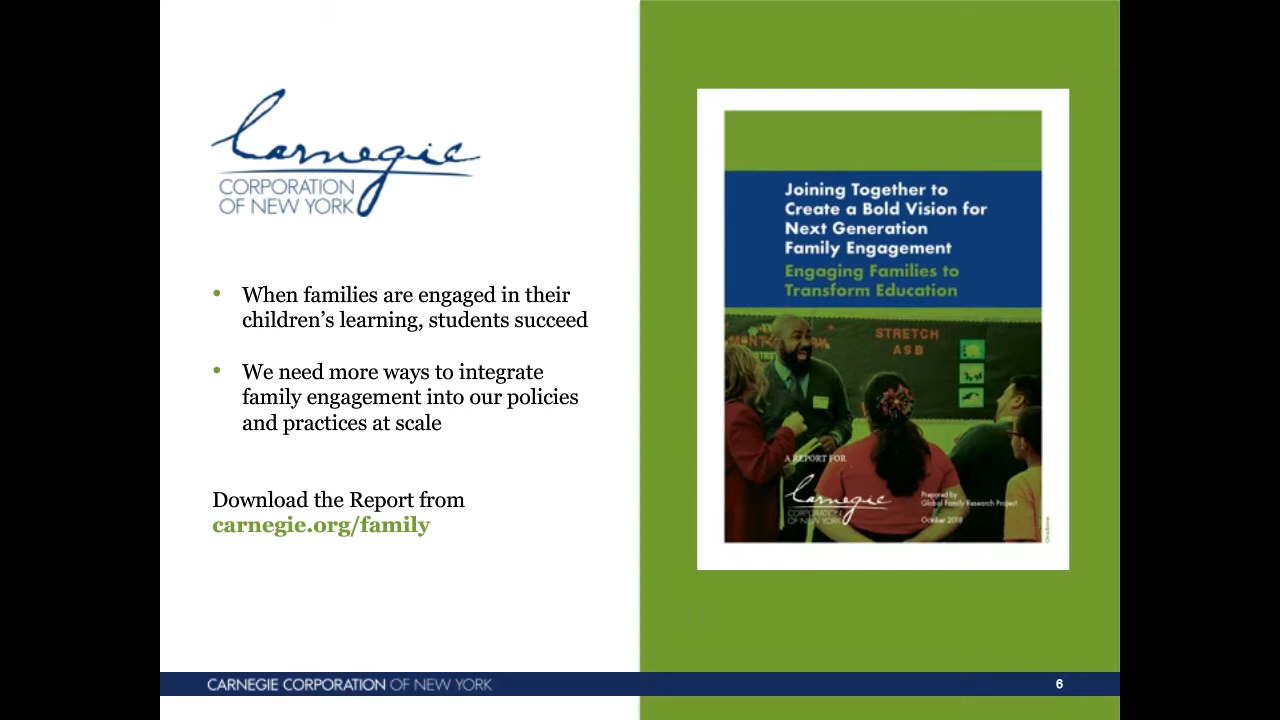 Carnegie
CORPORATION
OF NEW YORK
• When families are engaged in their
children’s learning, students succeed
• We need more ways to integrate
family engagement into our policies
and practices at scale
Download the Report from
carnegie.org/family
Joining Together to
Create a Bold Vision for
Next Generation
Family Engagement
Engaging Families to
Transform Education
STRETCH
ASB
A REPORT FOR
Carnegie
CORPORATION
OF NEW YORK
Prepared by
Global Family Research Project
October 2018
CARNEGIE CORPORATION OF NEW YORK
6